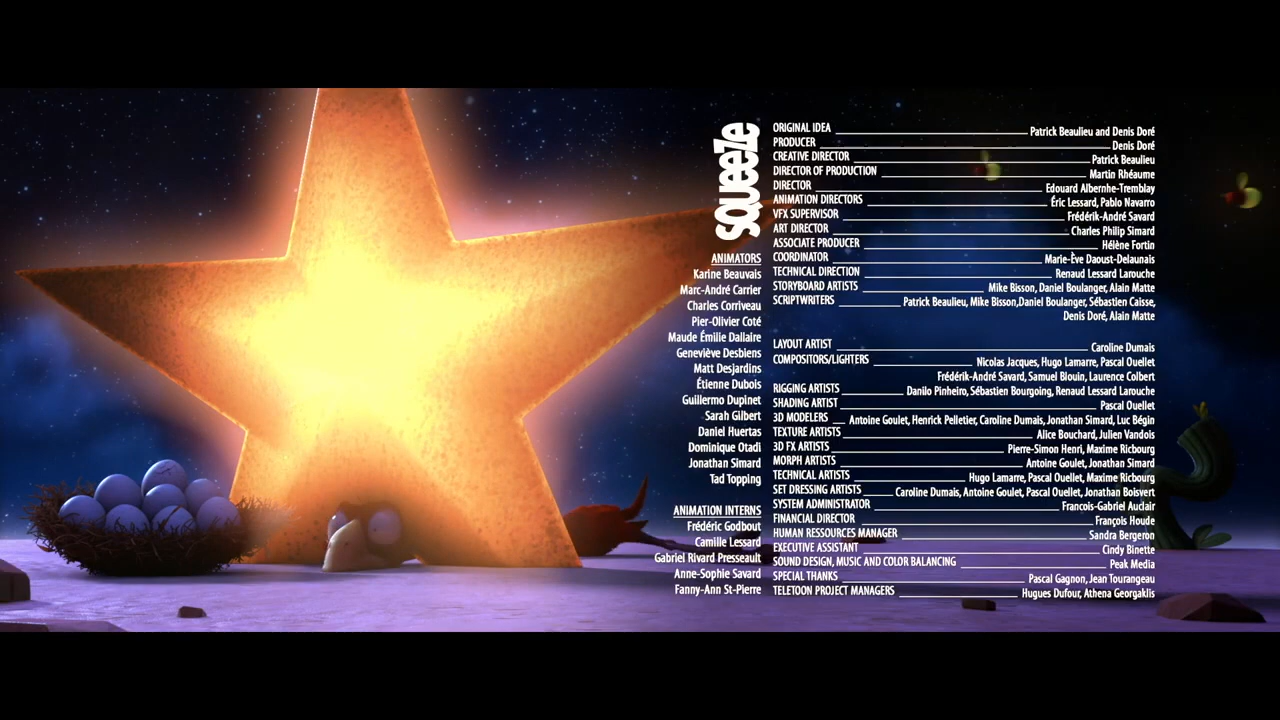 squeeze
ANIMATORS
Karine Beauvais
Marc-André Carrier
Charles Corriveau
Pier-Olivier Coté
Maude Émilie Dallaire
Geneviève Desbiens
Matt Desjardins
Étienne Dubois
Guillermo Dupinet
Sarah Gilbert
Daniel Huertas
Dominique Otadi
Jonathan Simard
Tad Topping
ANIMATION INTERNS
Frédéric Godbout
Camille Lessard
Gabriel Rivard Presseault
Anne-Sophie Savard
Fanny-Ann St-Pierre
ORIGINAL IDEA Patrick Beaulieu and Denis Doré
PRODUCER Denis Doré
CREATIVE DIRECTOR Patrick Beaulieu
DIRECTOR OF PRODUCTION Martin Rhéaume
DIRECTOR Edouard Albernhe-Tremblay
ANIMATION DIRECTORS Éric Lessard, Pablo Navarro
VFX SUPERVISOR Frédérik-André Savard
ART DIRECTOR Charles Philip Simard
ASSOCIATE PRODUCER Hélène Fortin
COORDINATOR Marie-Ève Daoust-Delaunais
TECHNICAL DIRECTION Renaud Lessard Larouche
STORYBOARD ARTISTS Mike Bisson, Daniel Boulanger, Alain Matte
SCRIPTWRITERS Patrick Beaulieu, Mike Bisson,Daniel Boulanger, Sébastien Caisse,
Denis Doré, Alain Matte
LAYOUT ARTIST Caroline Dumais
COMPOSITORS/LIGHTERS Nicolas Jacques, Hugo Lamarre, Pascal Ouellet
Frédérik-André Savard, Samuel Blouin, Laurence Colbert
RIGGING ARTISTS Danilo Pinheiro, Sébastien Bourgoing, Renaud Lessard Larouche
SHADING ARTIST Pascal Ouellet
3D MODELERS Antoine Goulet, Henrick Pelletier, Caroline Dumais, Jonathan Simard, Luc Bégin
TEXTURE ARTISTS Alice Bouchard, Julien Vandois
3D FX ARTISTS Pierre-Simon Henri, Maxime Ricbourg
MORPH ARTISTS Antoine Goulet, Jonathan Simard
TECHNICAL ARTISTS Hugo Lamarre, Pascal Ouellet, Maxime Ricbourg
SET DRESSING ARTISTS Caroline Dumais, Antoine Goulet, Pascal Ouellet, Jonathan Boisvert
SYSTEM ADMINISTRATOR Francois-Gabriel Auclair
FINANCIAL DIRECTOR François Houde
HUMAN RESSOURCES MANAGER Sandra Bergeron
EXECUTIVE ASSISTANT Cindy Binette
SOUND DESIGN, MUSIC AND COLOR BALANCING Peak Media
SPECIAL THANKS Pascal Gagnon, Jean Tourangeau
TELETOON PROJECT MANAGERS Hugues Dufour, Athena Georgaklis